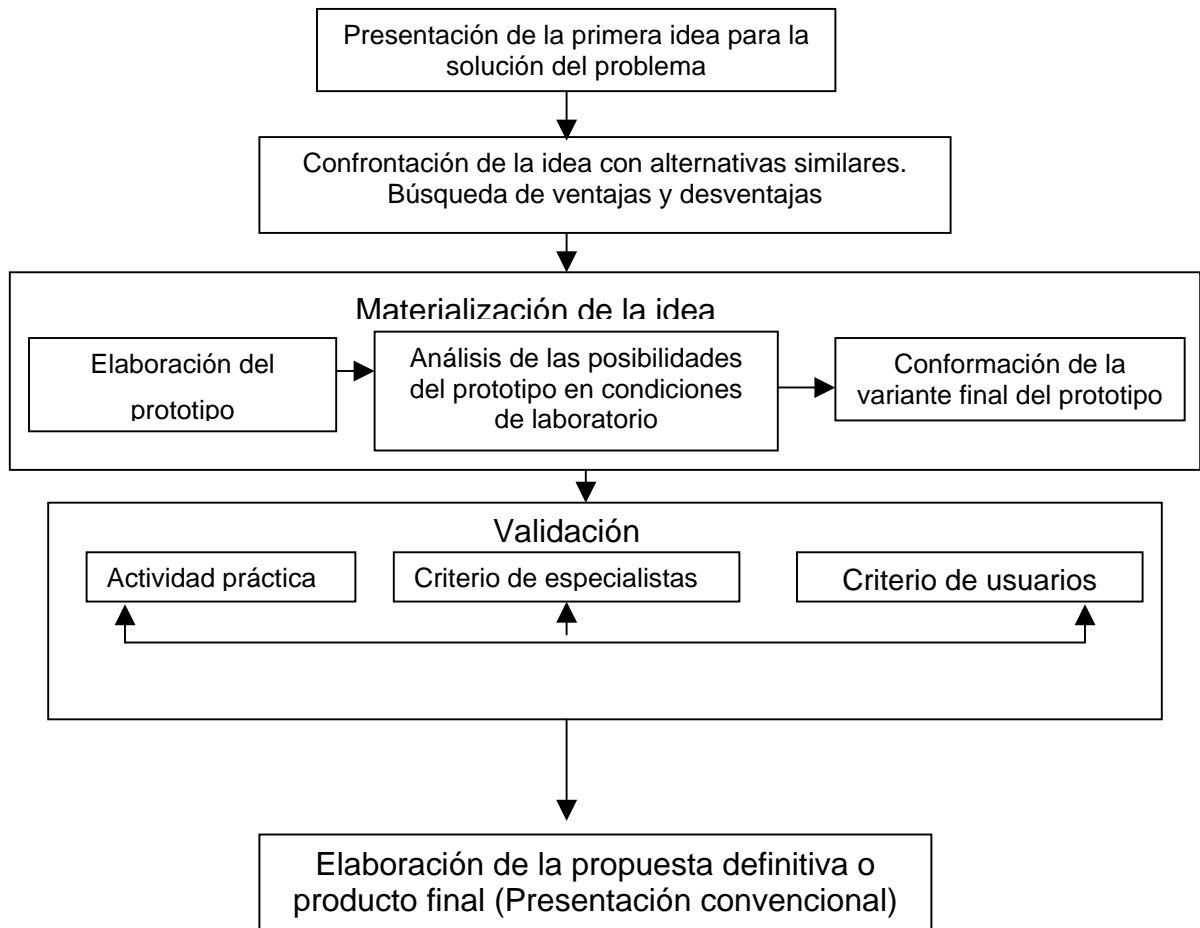 Presentación de la primera idea para la
solución del problema
Confrontación de la idea con alternativas similares.
Búsqueda de ventajas y desventajas
Materialización de la idea
Elaboración del
prototipo
Análisis de las posibilidades
del prototipo en condiciones
de laboratorio
Conformación de la
variante final del prototipo
Validación
Actividad práctica
Criterio de especialistas
Criterio de usuarios
Elaboración de la propuesta definitiva o
producto final (Presentación convencional)